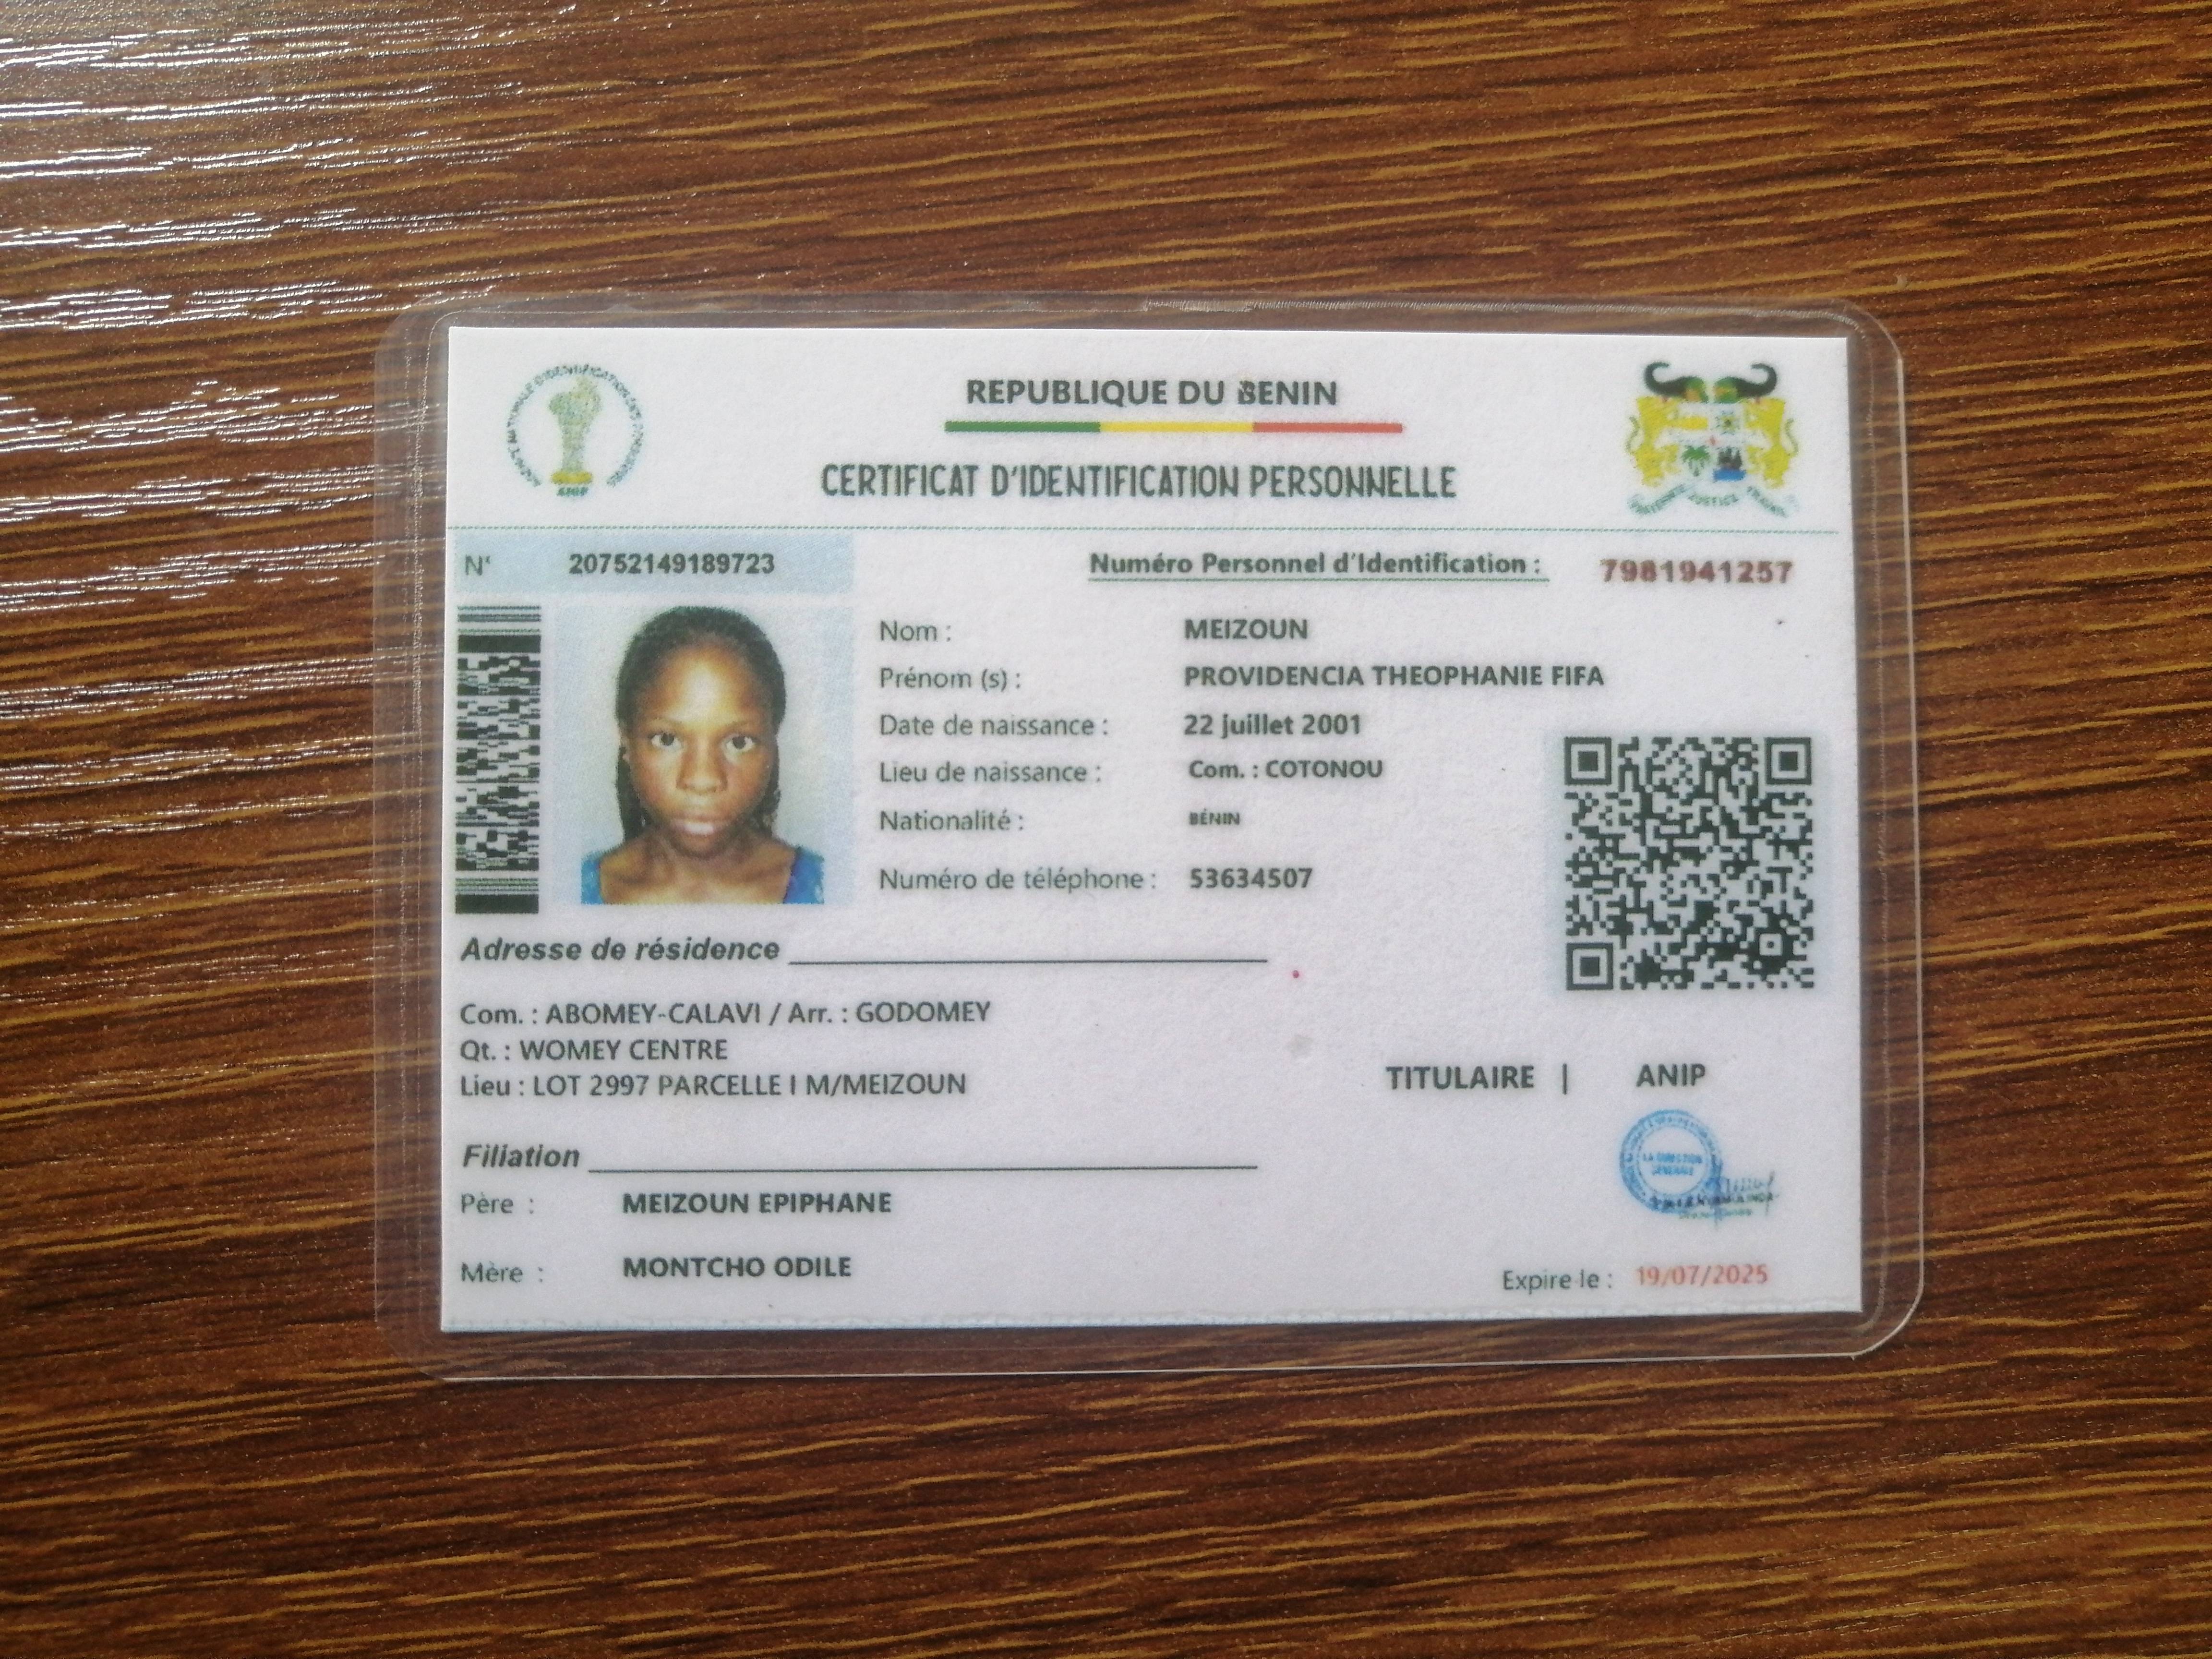 REPUBLIQUE DU BENIN
CERTIFICAT D'IDENTIFICATION PERSONNELLE
ANIP
N° 20752149189723
Numéro Personnel d'Identification : 7981941257
Nom : MEIZOUN
Prénom (s) : PROVIDENCIA THEOPHANIE FIFA
Date de naissance : 22 juillet 2001
Lieu de naissance : Com. : COTONOU
Nationalité : BÉNIN
Numéro de téléphone : 53634507
Adresse de résidence
Com. : ABOMEY-CALAVI / Arr. : GODOMEY
Qt. : WOMEY CENTRE
Lieu : LOT 2997 PARCELLE I M/MEIZOUN
TITULAIRE | ANIP
LA DIRECTION GENERALE
Filiation
Père : MEIZOUN EPIPHANE
Mère : MONTCHO ODILE
Expire le : 19/07/2025